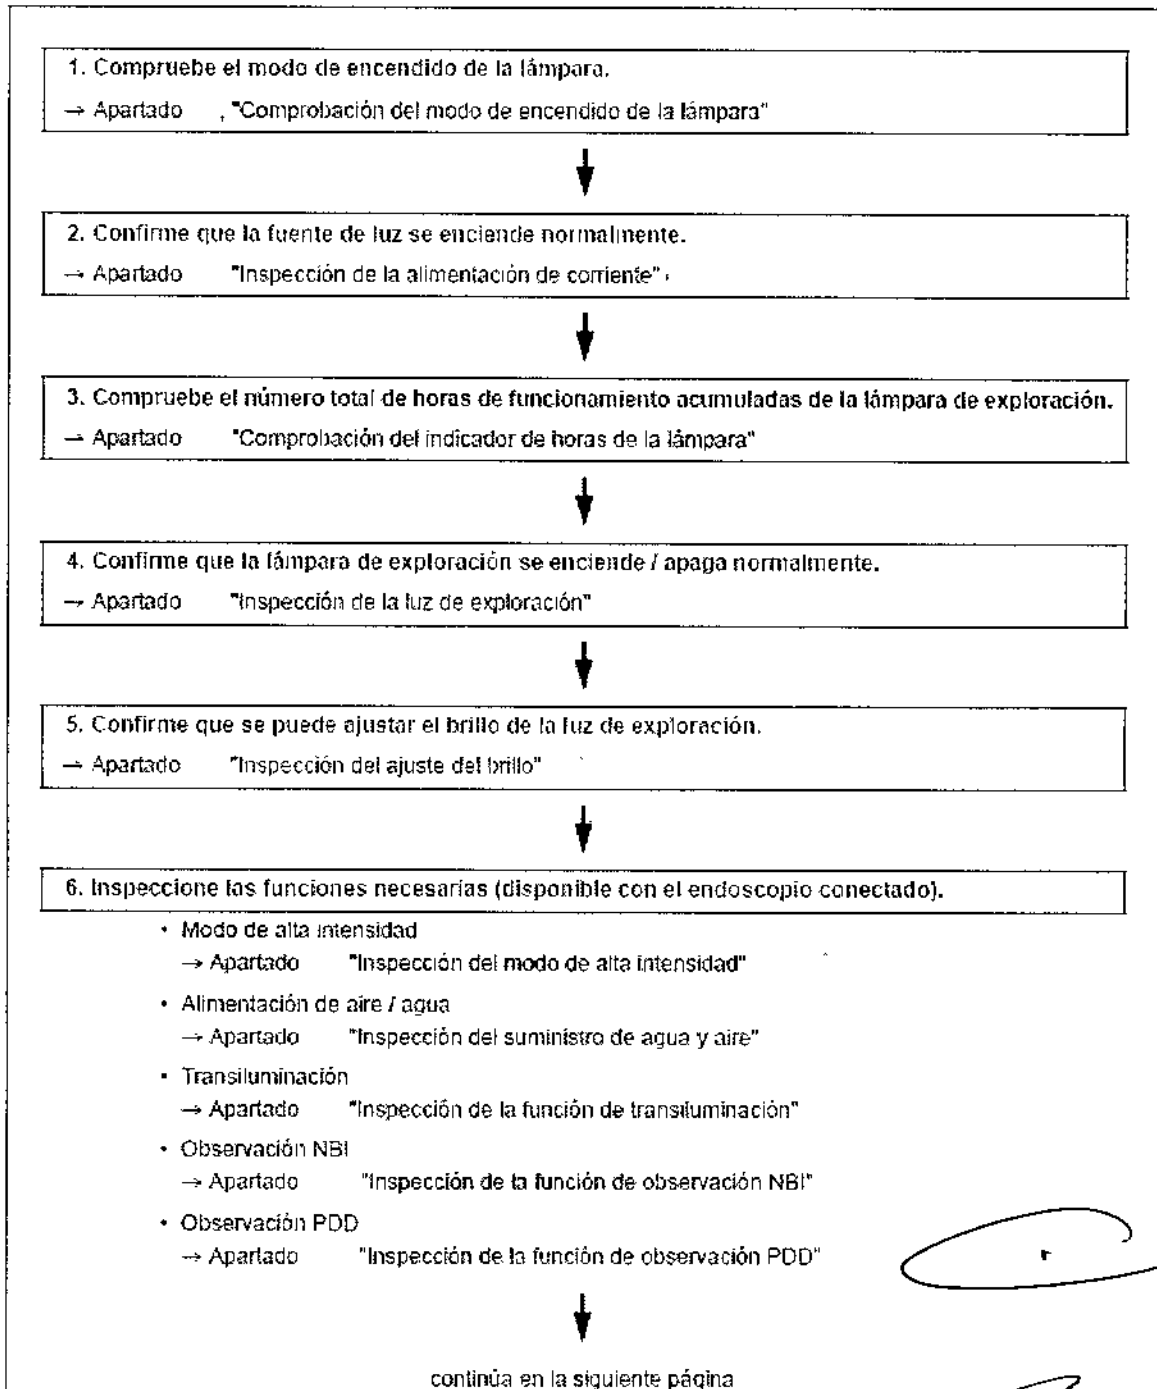 1. Compruebe el modo de encendido de la lámpara.
→ Apartado , "Comprobación del modo de encendido de la lámpara"
2. Confirme que la fuente de luz se enciende normalmente.
→ Apartado "Inspección de la alimentación de corriente"
3. Compruebe el número total de horas de funcionamiento acumuladas de la lámpara de exploración.
→ Apartado "Comprobación del indicador de horas de la lámpara"
4. Confirme que la lámpara de exploración se enciende / apaga normalmente.
→ Apartado "Inspección de la luz de exploración"
5. Confirme que se puede ajustar el brillo de la luz de exploración.
→ Apartado "Inspección del ajuste del brillo"
6. Inspeccione las funciones necesarias (disponible con el endoscopio conectado).
• Modo de alta intensidad
→ Apartado "Inspección del modo de alta intensidad"
• Alimentación de aire / agua
→ Apartado "Inspección del suministro de agua y aire"
• Transiluminación
→ Apartado "Inspección de la función de transiluminación"
• Observación NBI
→ Apartado "Inspección de la función de observación NBI"
• Observación PDD
→ Apartado "Inspección de la función de observación PDD"
continúa en la siguiente página